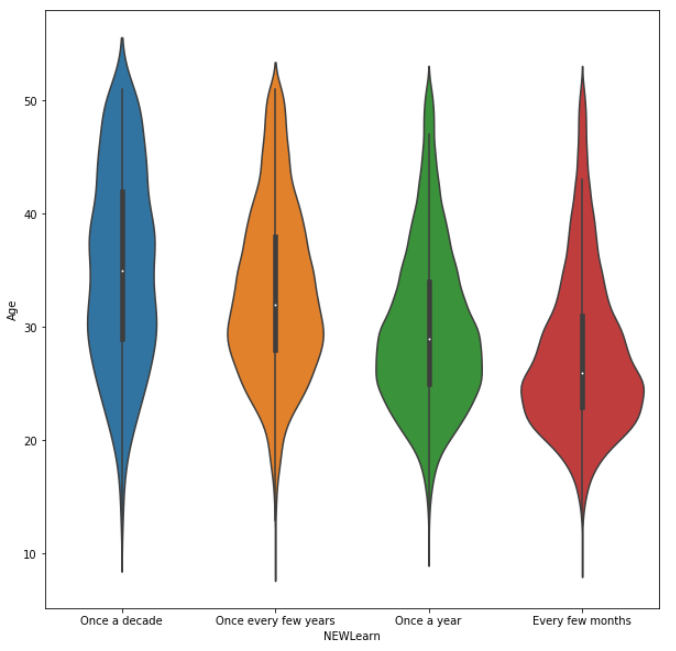 50
40
30
20
10
Age
Once a decade
Once every few years
Once a year
Every few months
NEWLearn